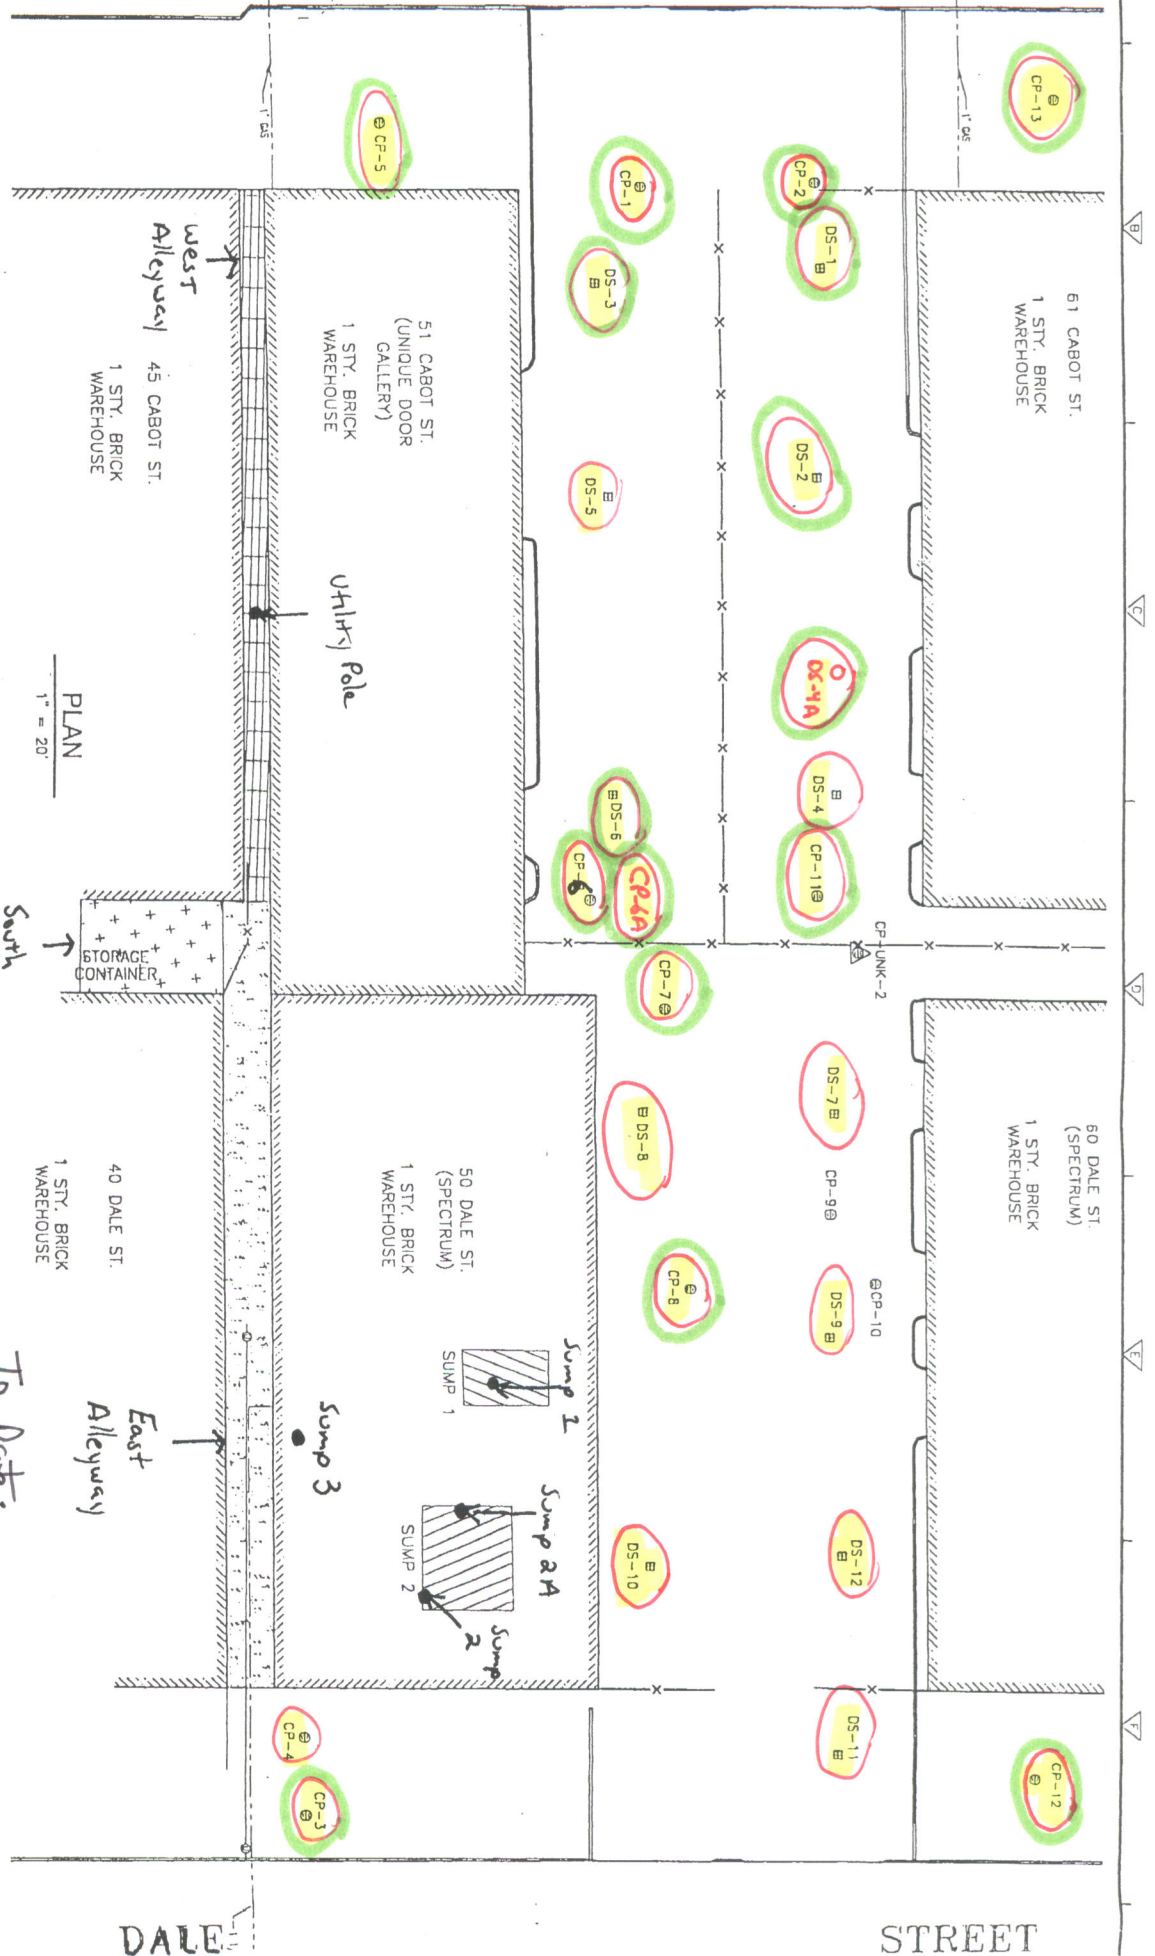 1" GAS
1" GAS
CP-13
CP-5
CP-1
CP-2
DS-1
DS-3
B
61 CABOT ST.
1 STY. BRICK
WAREHOUSE
51 CABOT ST.
(UNIQUE DOOR
GALLERY)
1 STY. BRICK
WAREHOUSE
West
Alleyway
45 CABOT ST.
1 STY. BRICK
WAREHOUSE
DS-2
DS-5
Utility Pole
C
DS-4A
DS-4
DS-6
CP-11
CP-6
CP-6A
PLAN
1" = 20'
CP-UNK-2
CP-7
D
South
STORAGE
CONTAINER
DS-7
DS-8
CP-9
60 DALE ST.
(SPECTRUM)
1 STY. BRICK
WAREHOUSE
50 DALE ST.
(SPECTRUM)
1 STY. BRICK
WAREHOUSE
40 DALE ST.
1 STY. BRICK
WAREHOUSE
CP-8
DS-9
CP-10
E
Sump 1
SUMP 1
Sump 3
East
Alleyway
Sump 2A
SUMP 2
Sump
2
DS-10
DS-12
CP-4
CP-3
DS-11
CP-12
F
DALE STREET